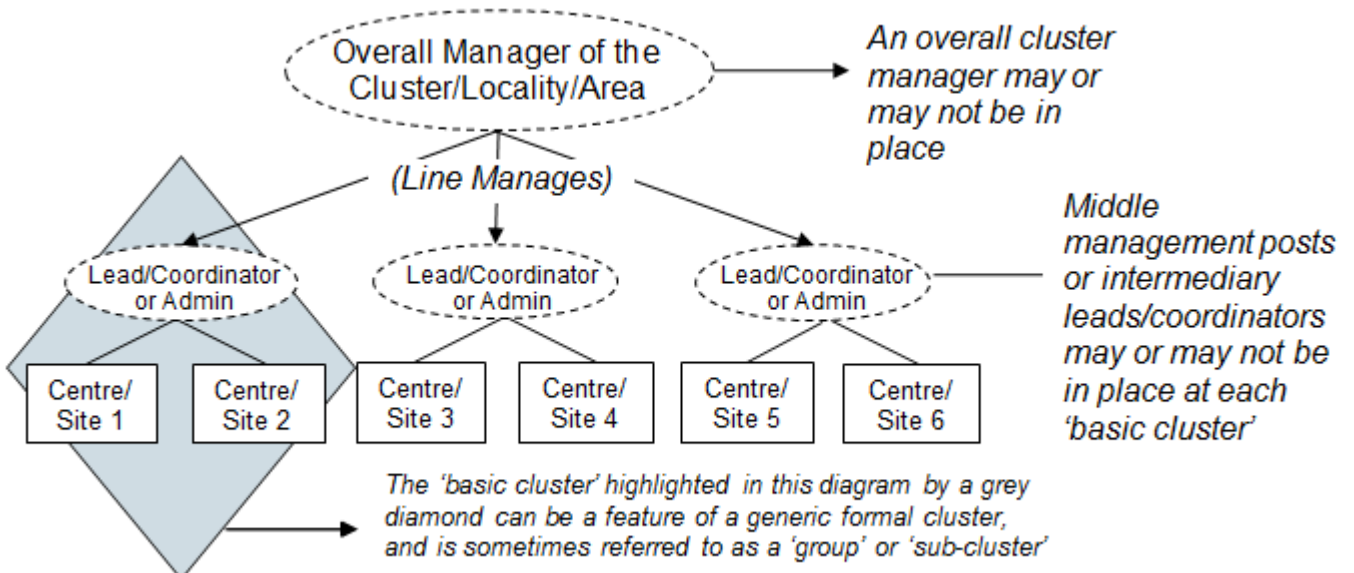 Overall Manager of the
Cluster/Locality/Area
An overall cluster
manager may or
may not be in
place
(Line Manages)
Lead/Coordinator
or Admin
Lead/Coordinator
or Admin
Lead/Coordinator
or Admin
Middle
management posts
or intermediary
leads/coordinators
may or may not be
in place at each
‘basic cluster’
Centre/
Site 1
Centre/
Site 2
Centre/
Site 3
Centre/
Site 4
Centre/
Site 5
Centre/
Site 6
The ‘basic cluster’ highlighted in this diagram by a grey
diamond can be a feature of a generic formal cluster,
and is sometimes referred to as a ‘group’ or ‘sub-cluster’